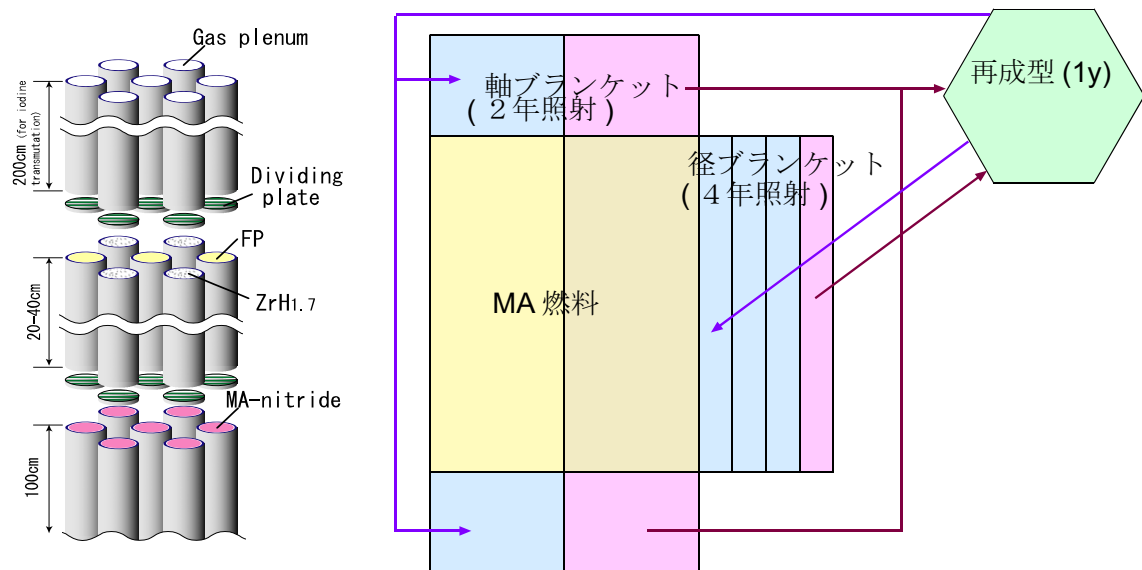 Gas plenum
200cm (for iodine
transmutation)
Dividing
plate
FP
ZrH1.7
20-40cm
MA-nitride
100cm
軸ブランケット
(２年照射)
径ブランケット
(４年照射)
MA 燃料
再成型 (1y)